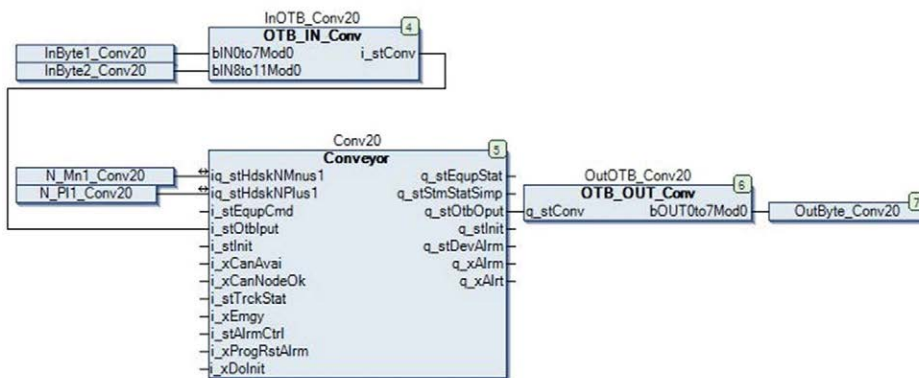 InOTB_Conv20
4
OTB_IN_Conv
InByte1_Conv20
bIN0to7Mod0
i_stConv
InByte2_Conv20
bIN8to11Mod0
Conv20
5
Conveyor
N_Mn1_Conv20
iq_stHdskNMnus1
q_stEqupStat
N_Pl1_Conv20
iq_stHdskNPlus1
q_stStmStatSimp
i_stEqupCmd
q_stOtbOput
i_stOtbIput
q_stInit
i_stInit
q_stDevAlrm
i_xCanAvai
q_xAlrm
i_xCanNodeOk
q_xAlrt
i_stTrckStat
i_xEmgy
i_stAlrmCtrl
i_xProgRstAlrm
i_xDoInit
OutOTB_Conv20
6
OTB_OUT_Conv
q_stConv
bOUT0to7Mod0
7
OutByte_Conv20